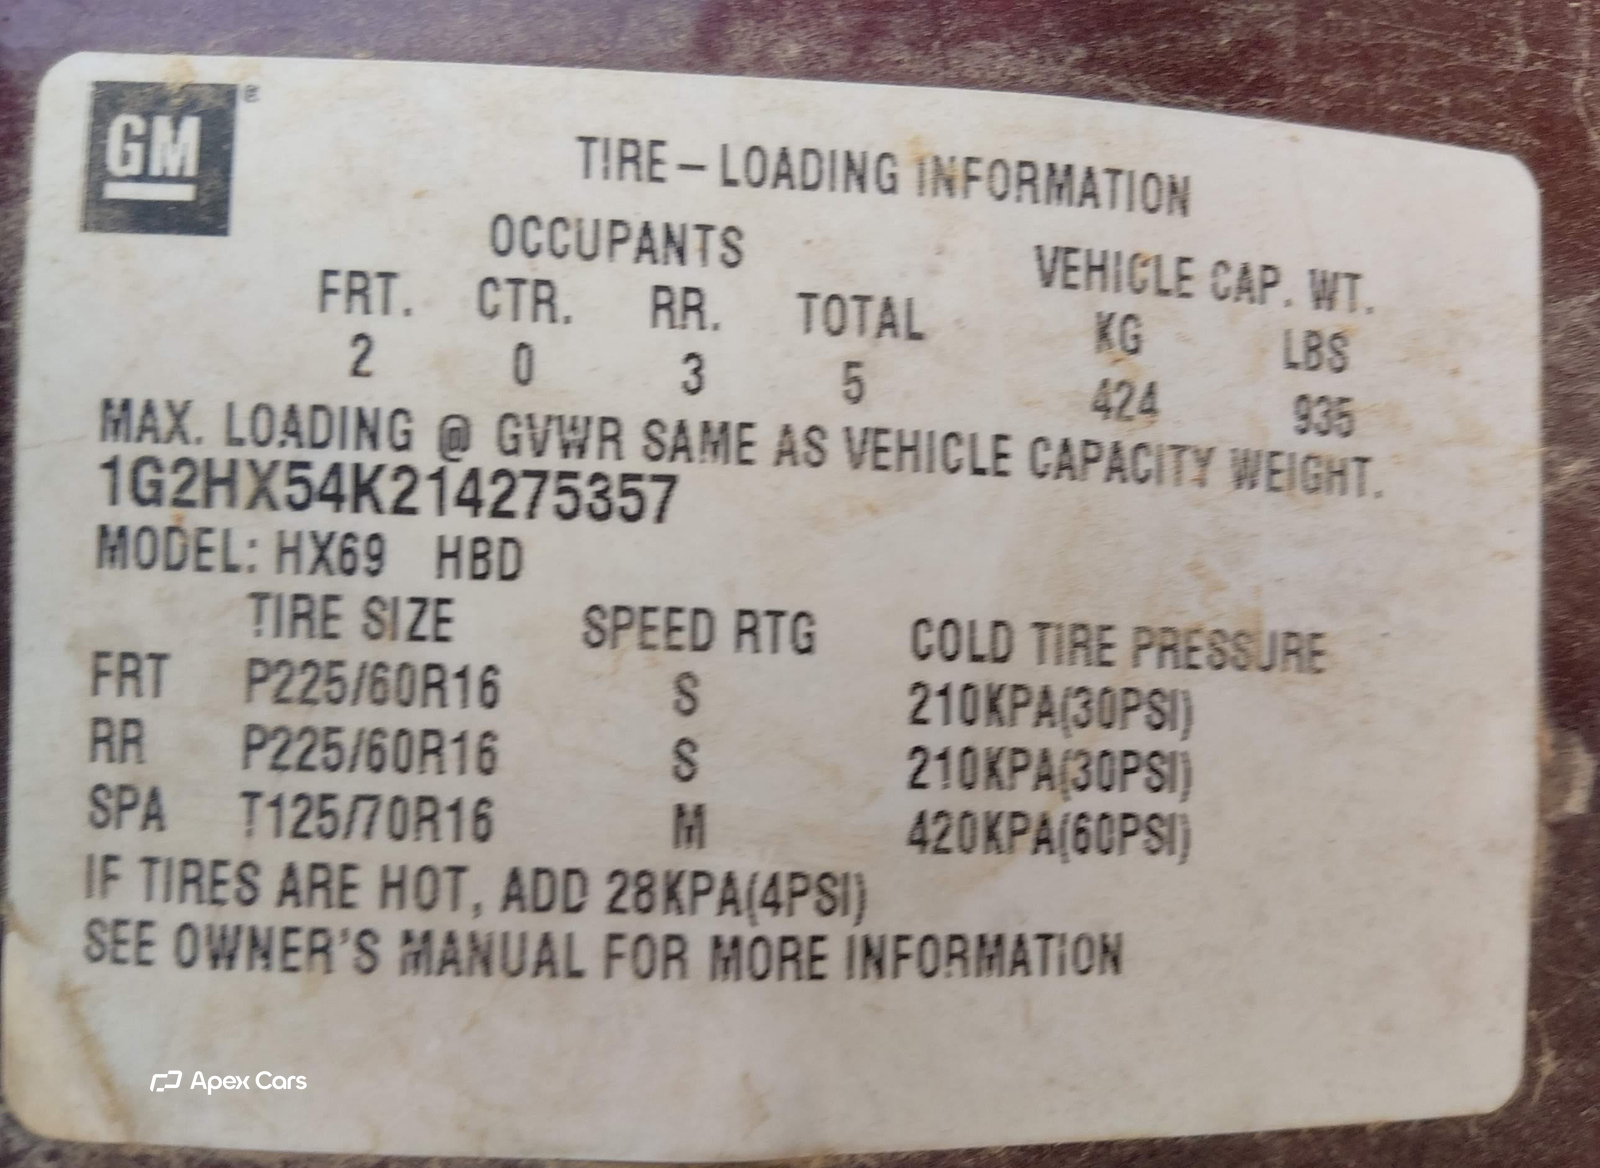 GM®
TIRE – LOADING INFORMATION
OCCUPANTS VEHICLE CAP. WT.
FRT. CTR. RR. TOTAL KG LBS
2 0 3 5 424 935
MAX. LOADING @ GVWR SAME AS VEHICLE CAPACITY WEIGHT.
1G2HX54K214275357
MODEL: HX69 HBD
TIRE SIZE SPEED RTG COLD TIRE PRESSURE
FRT P225/60R16 S 210KPA(30PSI)
RR P225/60R16 S 210KPA(30PSI)
SPA T125/70R16 M 420KPA(60PSI)
IF TIRES ARE HOT, ADD 28KPA(4PSI)
SEE OWNER'S MANUAL FOR MORE INFORMATION
Apex Cars